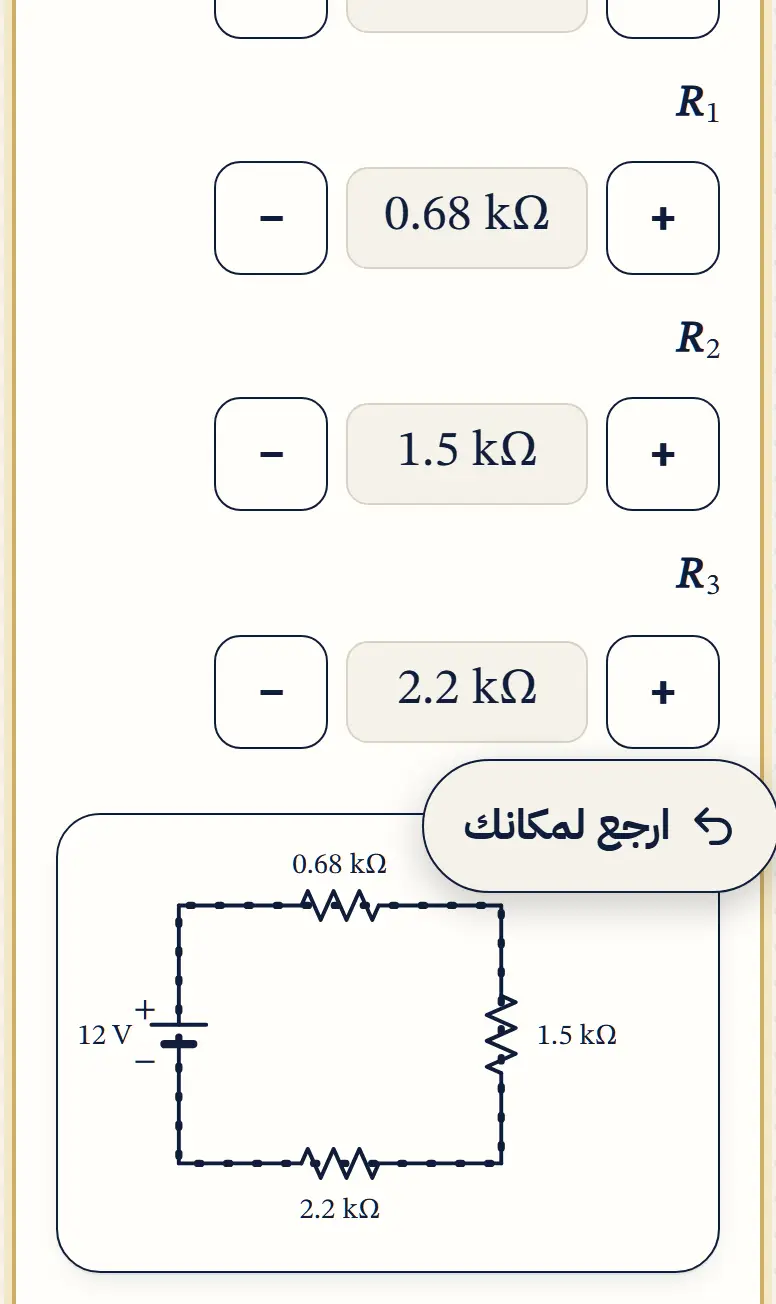 R₁
− 0.68 kΩ +
R₂
− 1.5 kΩ +
R₃
− 2.2 kΩ +
ارجع لمكانك
0.68 kΩ
+
12 V
−
1.5 kΩ
2.2 kΩ